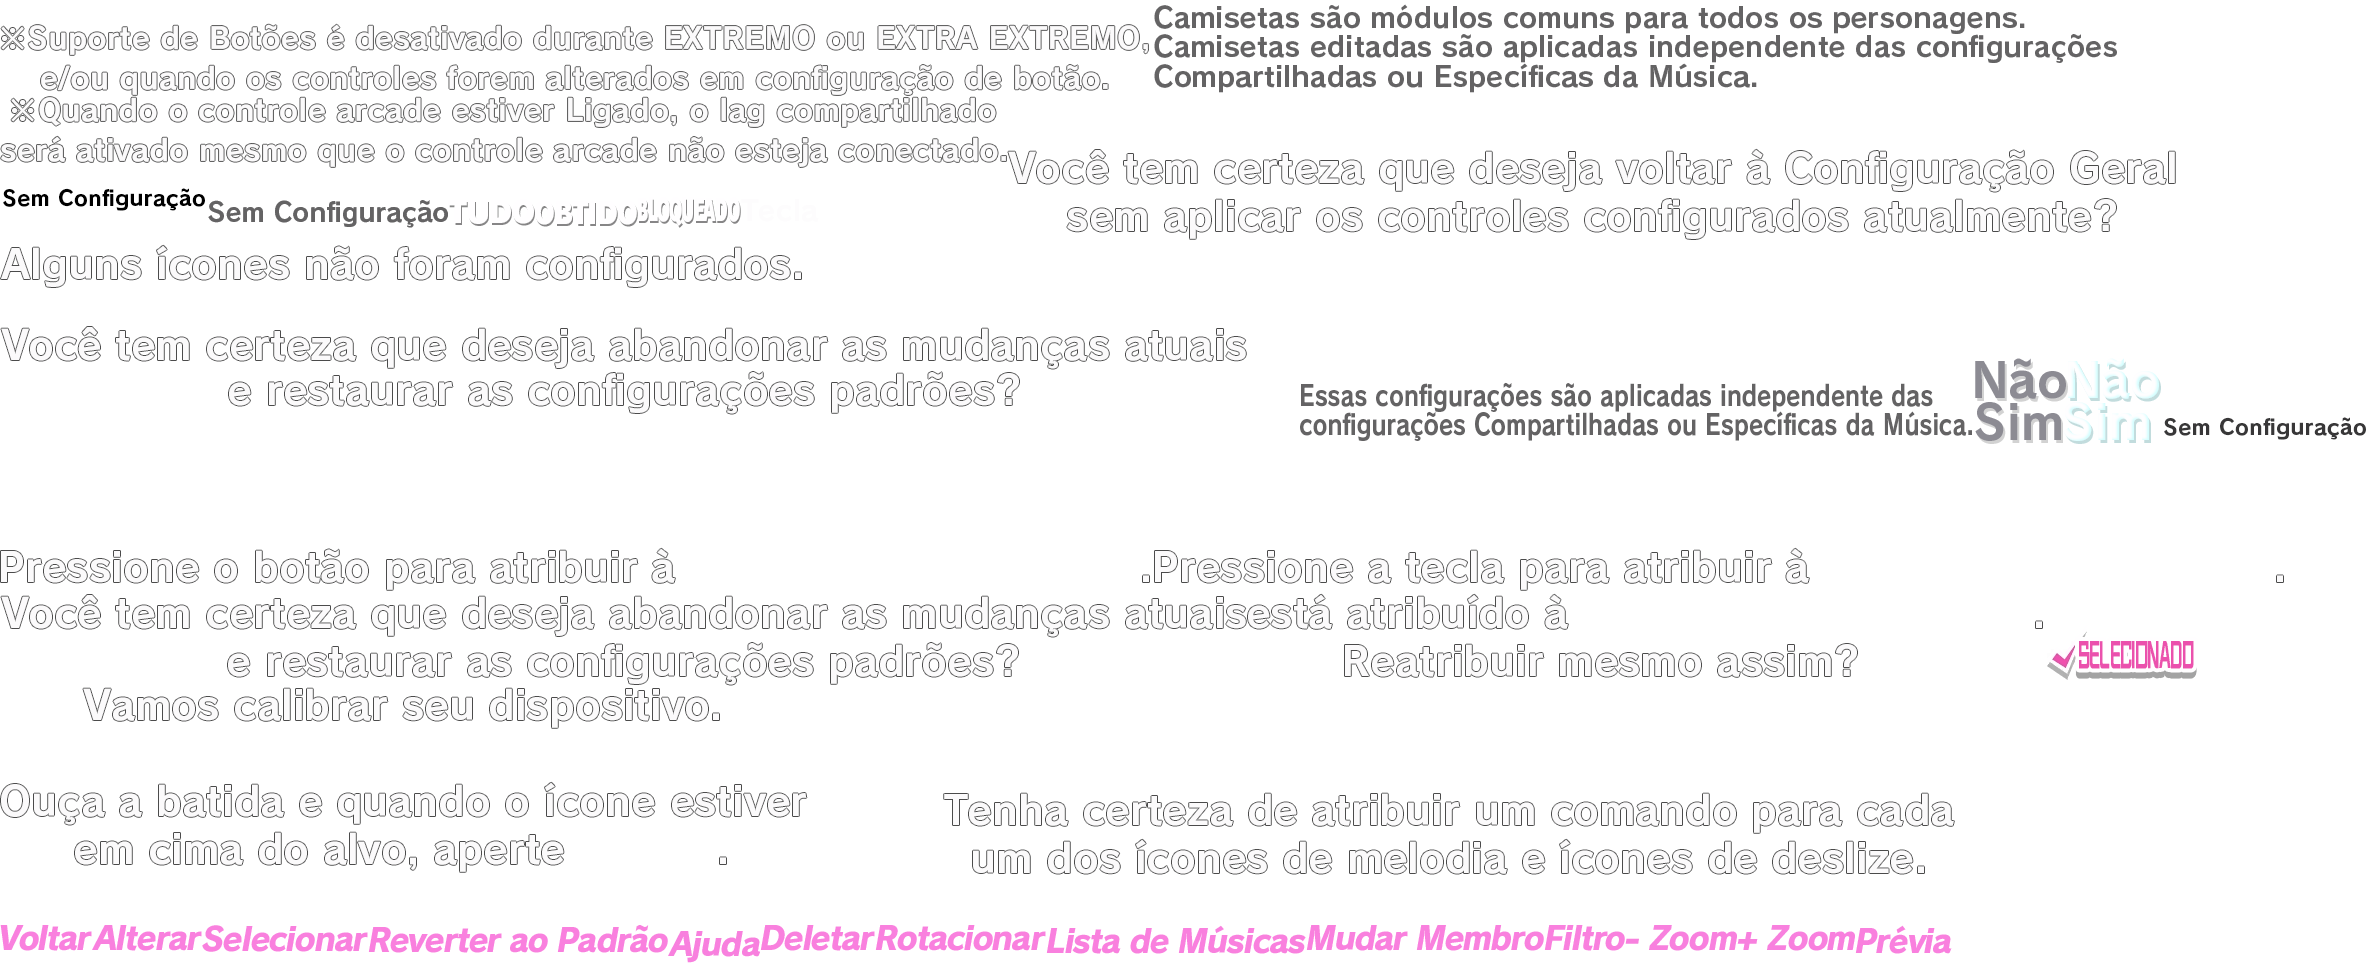 ※Suporte de Botões é desativado durante EXTREMO ou EXTRA EXTREMO,
e/ou quando os controles forem alterados em configuração de botão.
※Quando o controle arcade estiver Ligado, o lag compartilhado
será ativado mesmo que o controle arcade não esteja conectado.
Camisetas são módulos comuns para todos os personagens.
Camisetas editadas são aplicadas independente das configurações
Compartilhadas ou Específicas da Música.
Você tem certeza que deseja voltar à Configuração Geral
sem aplicar os controles configurados atualmente?
Sem Configuração
Sem Configuração
TUDO
OBTIDO
BLOQUEADO
Tecla
Alguns ícones não foram configurados.
Você tem certeza que deseja abandonar as mudanças atuais
e restaurar as configurações padrões?
Essas configurações são aplicadas independente das
configurações Compartilhadas ou Específicas da Música.
Não
Não
Sim
Sim
Sem Configuração
Pressione o botão para atribuir à .
Pressione a tecla para atribuir à .
Você tem certeza que deseja abandonar as mudanças atuais
e restaurar as configurações padrões?
está atribuído à .
Reatribuir mesmo assim?
SELECIONADO
Vamos calibrar seu dispositivo.
Ouça a batida e quando o ícone estiver
em cima do alvo, aperte .
Tenha certeza de atribuir um comando para cada
um dos ícones de melodia e ícones de deslize.
Voltar
Alterar
Selecionar
Reverter ao Padrão
Ajuda
Deletar
Rotacionar
Lista de Músicas
Mudar Membro
Filtro
- Zoom
+ Zoom
Prévia